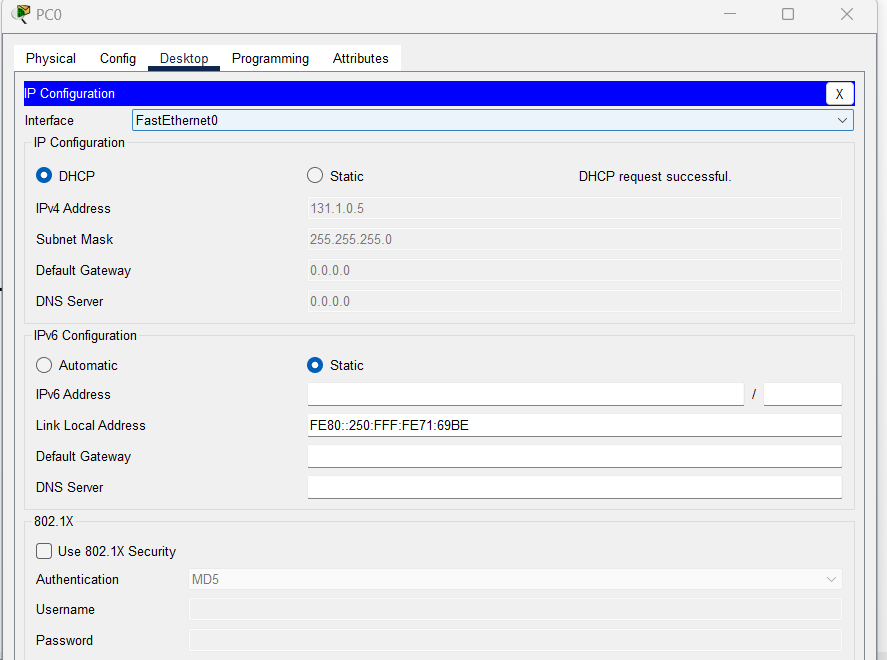 PC0
Physical Config Desktop Programming Attributes
IP Configuration X
Interface FastEthernet0
IP Configuration
DHCP Static DHCP request successful.
IPv4 Address 131.1.0.5
Subnet Mask 255.255.255.0
Default Gateway 0.0.0.0
DNS Server 0.0.0.0
IPv6 Configuration
Automatic Static
IPv6 Address /
Link Local Address FE80::250:FFF:FE71:69BE
Default Gateway
DNS Server
802.1X
Use 802.1X Security
Authentication MD5
Username
Password